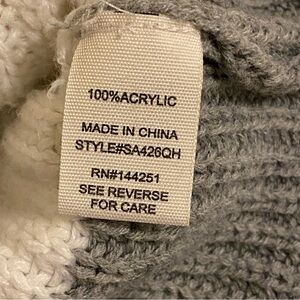 100%ACRYLIC
MADE IN CHINA
STYLE#SA426QH
RN#144251
SEE REVERSE
FOR CARE